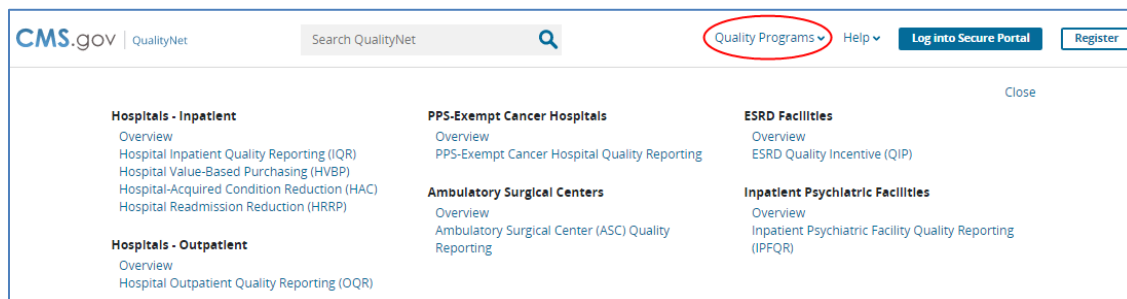 CMS.gov | QualityNet
Search QualityNet
Quality Programs
Help
Log into Secure Portal
Register
Close
Hospitals - Inpatient
Overview
Hospital Inpatient Quality Reporting (IQR)
Hospital Value-Based Purchasing (HVBP)
Hospital-Acquired Condition Reduction (HAC)
Hospital Readmission Reduction (HRRP)
Hospitals - Outpatient
Overview
Hospital Outpatient Quality Reporting (OQR)
PPS-Exempt Cancer Hospitals
Overview
PPS-Exempt Cancer Hospital Quality Reporting
Ambulatory Surgical Centers
Overview
Ambulatory Surgical Center (ASC) Quality
Reporting
ESRD Facilities
Overview
ESRD Quality Incentive (QIP)
Inpatient Psychiatric Facilities
Overview
Inpatient Psychiatric Facility Quality Reporting
(IPFQR)